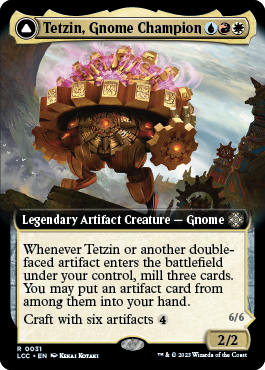 Tetzin, Gnome Champion
Legendary Artifact Creature — Gnome
Whenever Tetzin or another double-
faced artifact enters the battlefield
under your control, mill three cards.
You may put an artifact card from
among them into your hand.
Craft with six artifacts 4
6/6
2/2
R 0031
LCC • EN Kekai Kotaki
™ & © 2023 Wizards of the Coast